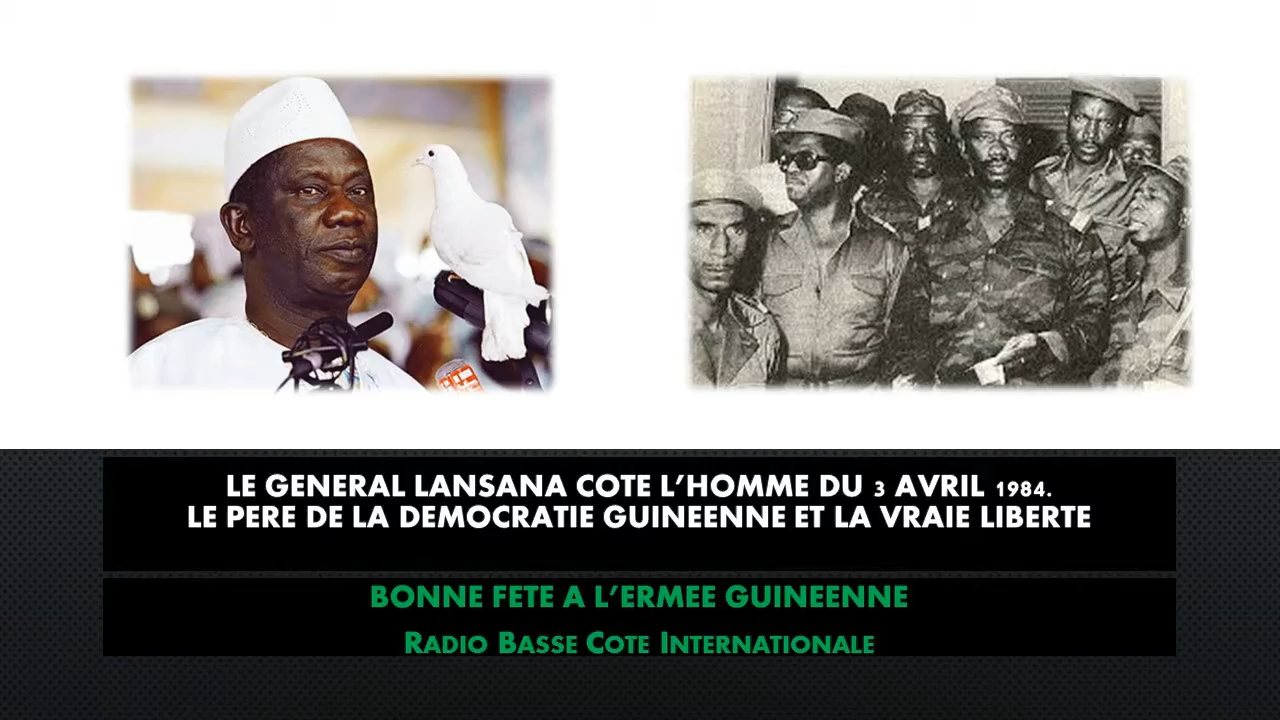 LE GENERAL LANSANA COTE L’HOMME DU 3 AVRIL 1984.
LE PERE DE LA DEMOCRATIE GUINEENNE ET LA VRAIE LIBERTE
BONNE FETE A L’ERMEE GUINEENNE
RADIO BASSE COTE INTERNATIONALE